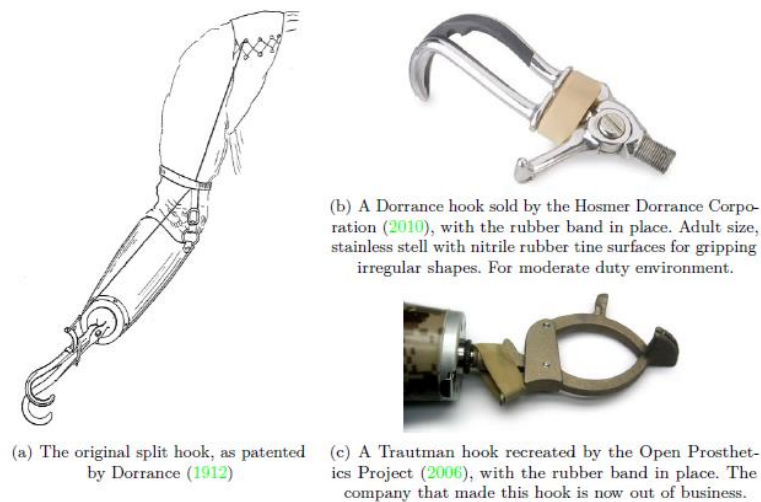 (b) A Dorrance hook sold by the Hosmer Dorrance Corpo-
ration (2010), with the rubber band in place. Adult size,
stainless stell with nitrile rubber tine surfaces for gripping
irregular shapes. For moderate duty environment.
(a) The original split hook, as patented
by Dorrance (1912)
(c) A Trautman hook recreated by the Open Prosthet-
ics Project (2006), with the rubber band in place. The
company that made this hook is now out of business.